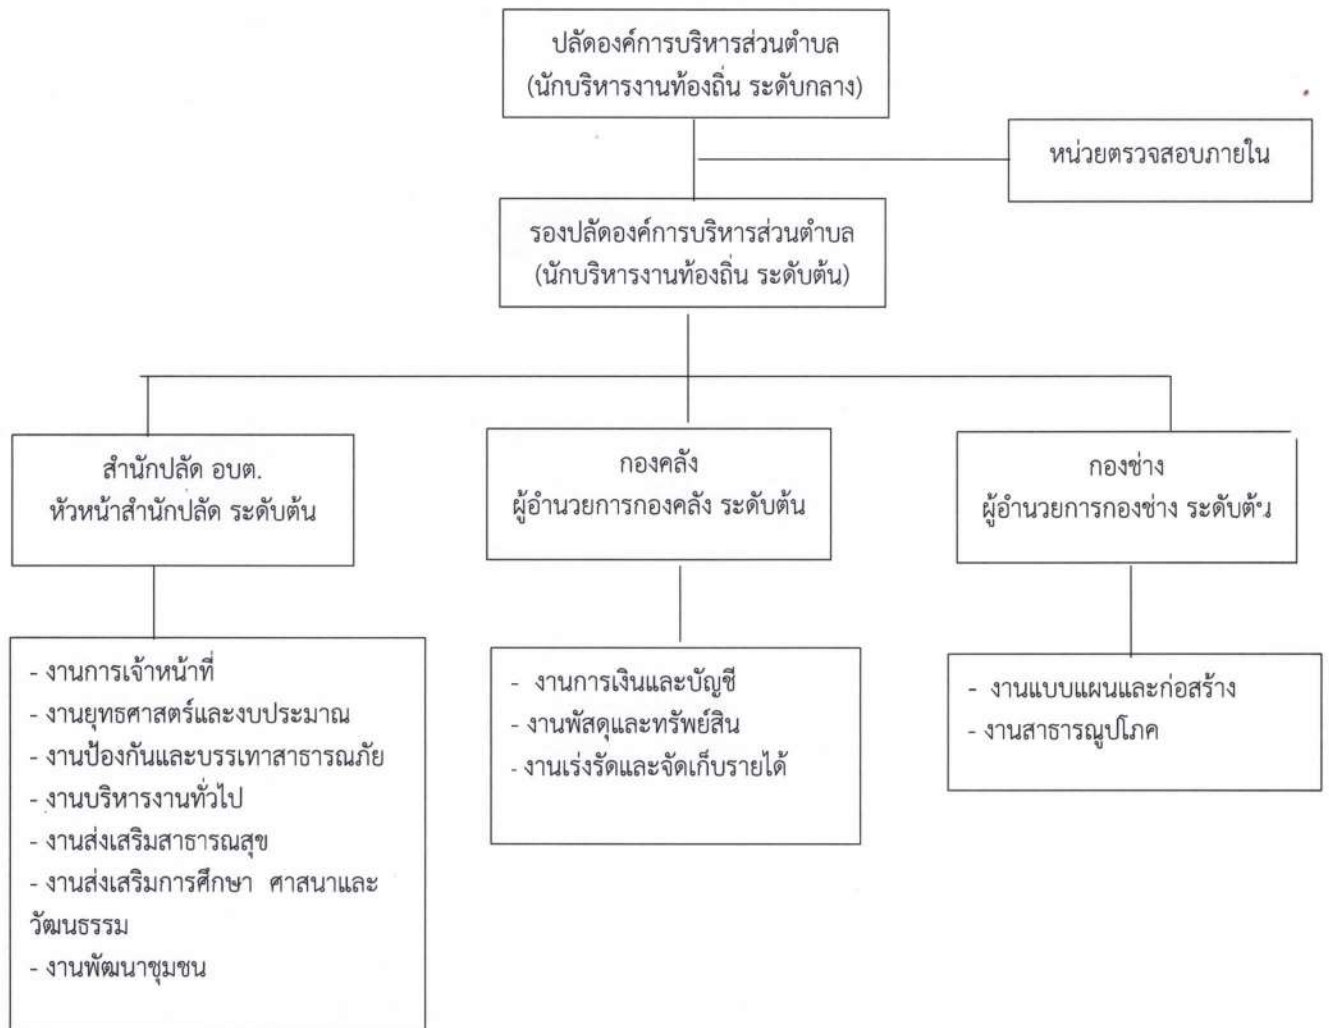 ปลัดองค์การบริหารส่วนตำบล
(นักบริหารงานท้องถิ่น ระดับกลาง)
หน่วยตรวจสอบภายใน
รองปลัดองค์การบริหารส่วนตำบล
(นักบริหารงานท้องถิ่น ระดับต้น)
สำนักปลัด อบต.
หัวหน้าสำนักปลัด ระดับต้น
กองคลัง
ผู้อำนวยการกองคลัง ระดับต้น
กองช่าง
ผู้อำนวยการกองช่าง ระดับต้น
- งานการเจ้าหน้าที่
- งานยุทธศาสตร์และงบประมาณ
- งานป้องกันและบรรเทาสาธารณภัย
- งานบริหารงานทั่วไป
- งานส่งเสริมสาธารณสุข
- งานส่งเสริมการศึกษา ศาสนาและ
วัฒนธรรม
- งานพัฒนาชุมชน
- งานการเงินและบัญชี
- งานพัสดุและทรัพย์สิน
- งานเร่งรัดและจัดเก็บรายได้
- งานแบบแผนและก่อสร้าง
- งานสาธารณูปโภค